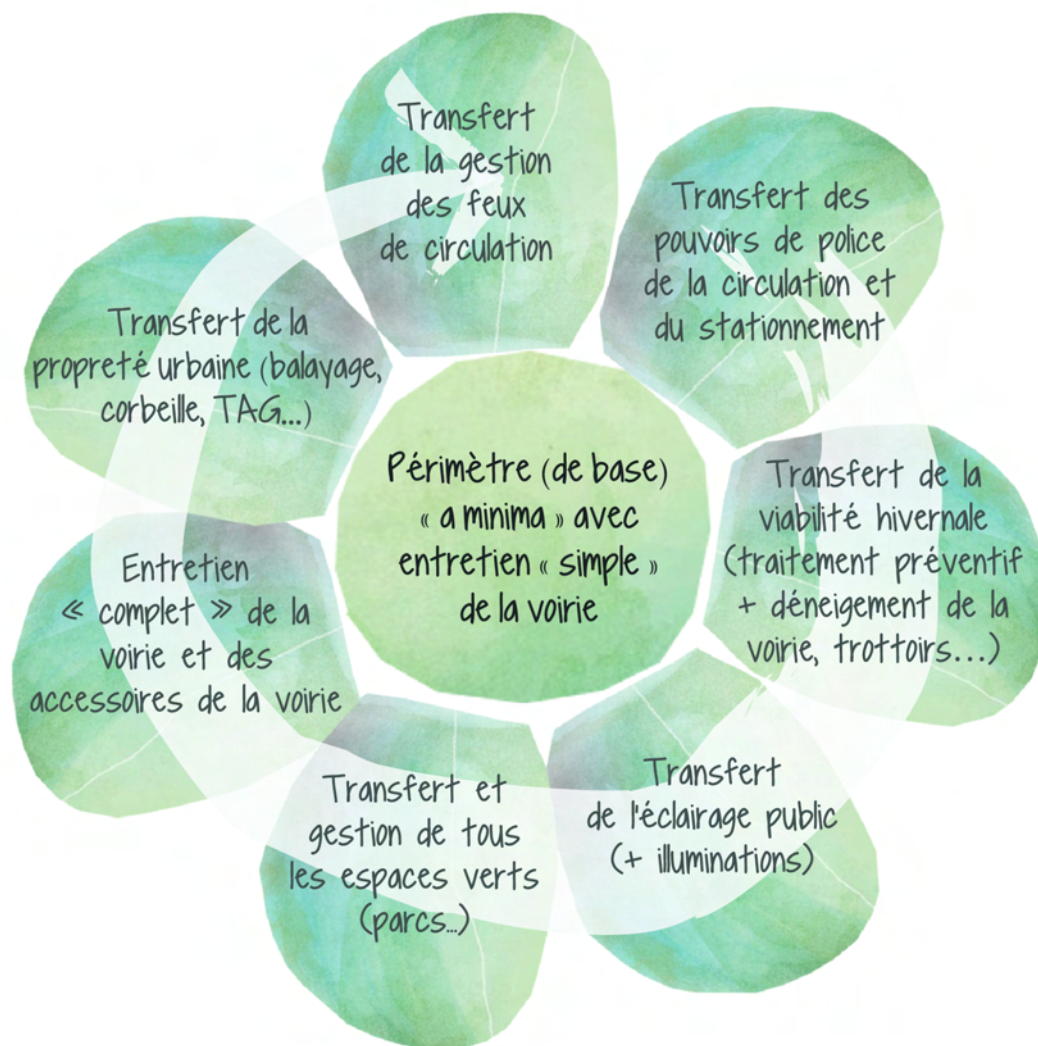 Transfert
de la gestion
des feux
de circulation
Transfert des
pouvoirs de police
de la circulation et
du stationnement
Transfert de la
viabilité hivernale
(traitement préventif
+ déneigement de la
voirie, trottoirs...)
Transfert
de l'éclairage public
(+ illuminations)
Transfert et
gestion de tous
les espaces verts
(parcs...)
Entretien
« complet » de la
voirie et des
accessoires de la voirie
Transfert de la
propreté urbaine (balayage,
corbeille, TAG...)
Périmètre (de base)
« a minima » avec
entretien « simple »
de la voirie